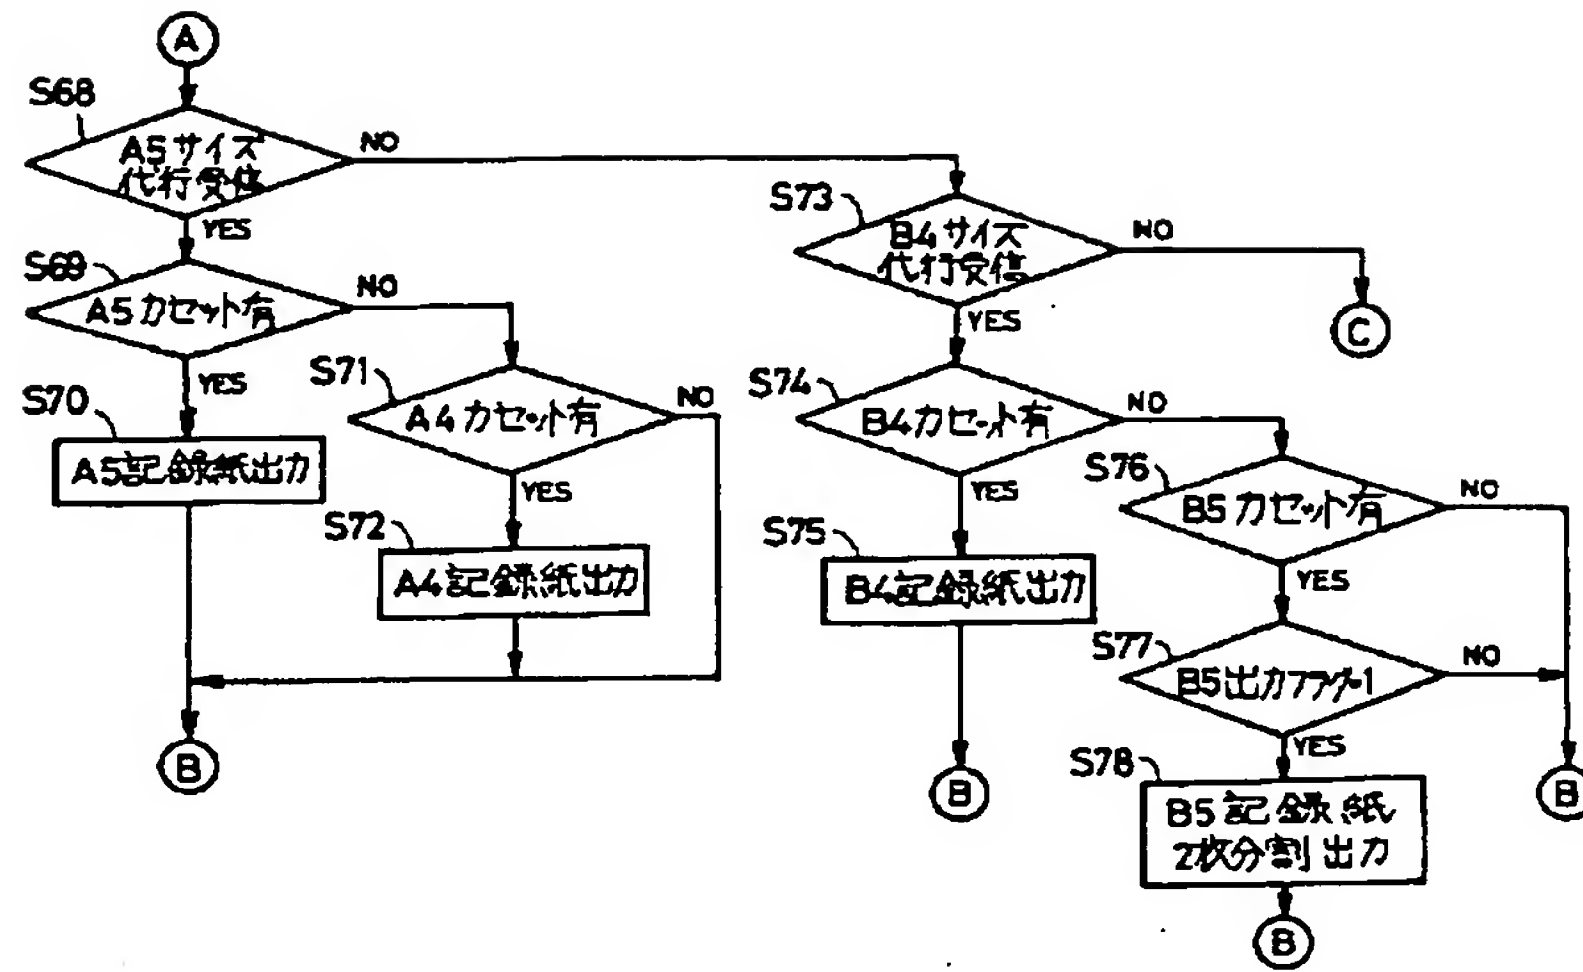 A
S68
A5サイズ
代行受信
NO
YES
S69
A5カセット有
NO
YES
S70
A5記録紙出力
S71
A4カセット有
NO
YES
S72
A4記録紙出力
B
S73
B4サイズ
代行受信
NO
C
YES
S74
B4カセット有
NO
YES
S75
B4記録紙出力
B
S76
B5カセット有
NO
YES
S77
B5出力フラグ=1
NO
B
YES
S78
B5記録紙
2枚分割出力
B